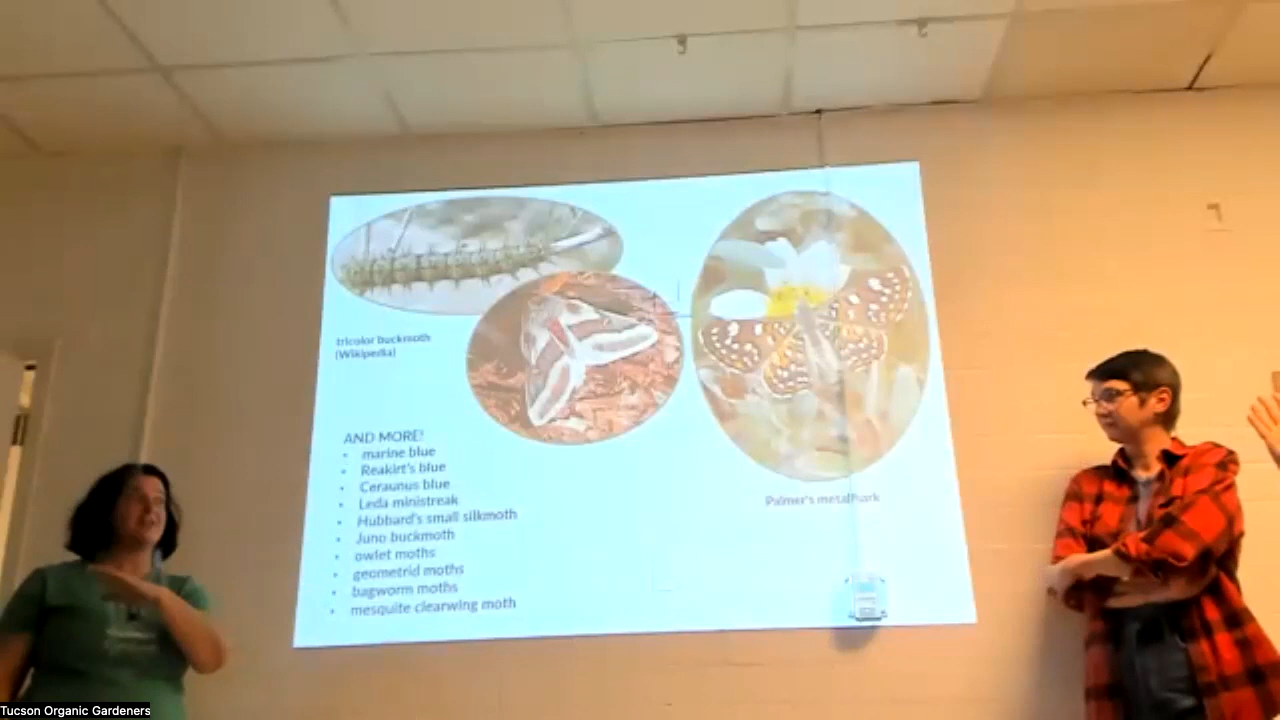 tricolor buckmoth
(Wikipedia)
AND MORE!
• marine blue
• Reakirt's blue
• Ceraunus blue
• Leda ministreak
• Hubbard's small silkmoth
• Juno buckmoth
• owlet moths
• geometrid moths
• bagworm moths
• mesquite clearwing moth
Palmer's metalmark
Tucson Organic Gardeners